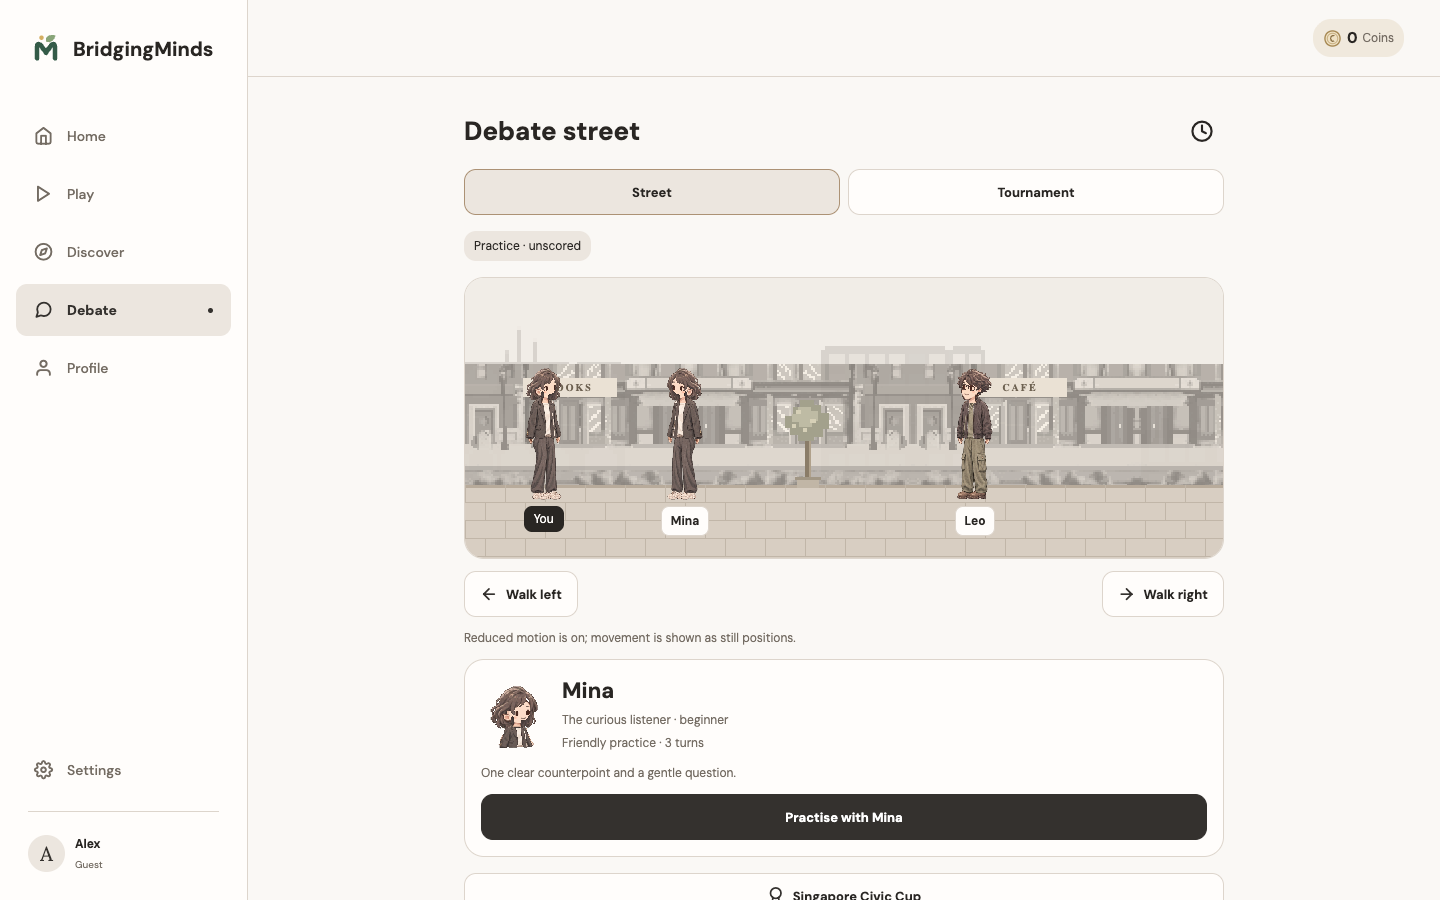 BridgingMinds
0 Coins
Home
Play
Discover
Debate
Profile
Settings
A
Alex
Guest
Debate street
Street
Tournament
Practice · unscored
OOKS
CAFÉ
You
Mina
Leo
Walk left
Walk right
Reduced motion is on; movement is shown as still positions.
Mina
The curious listener · beginner
Friendly practice · 3 turns
One clear counterpoint and a gentle question.
Practise with Mina
Singapore Civic Cup